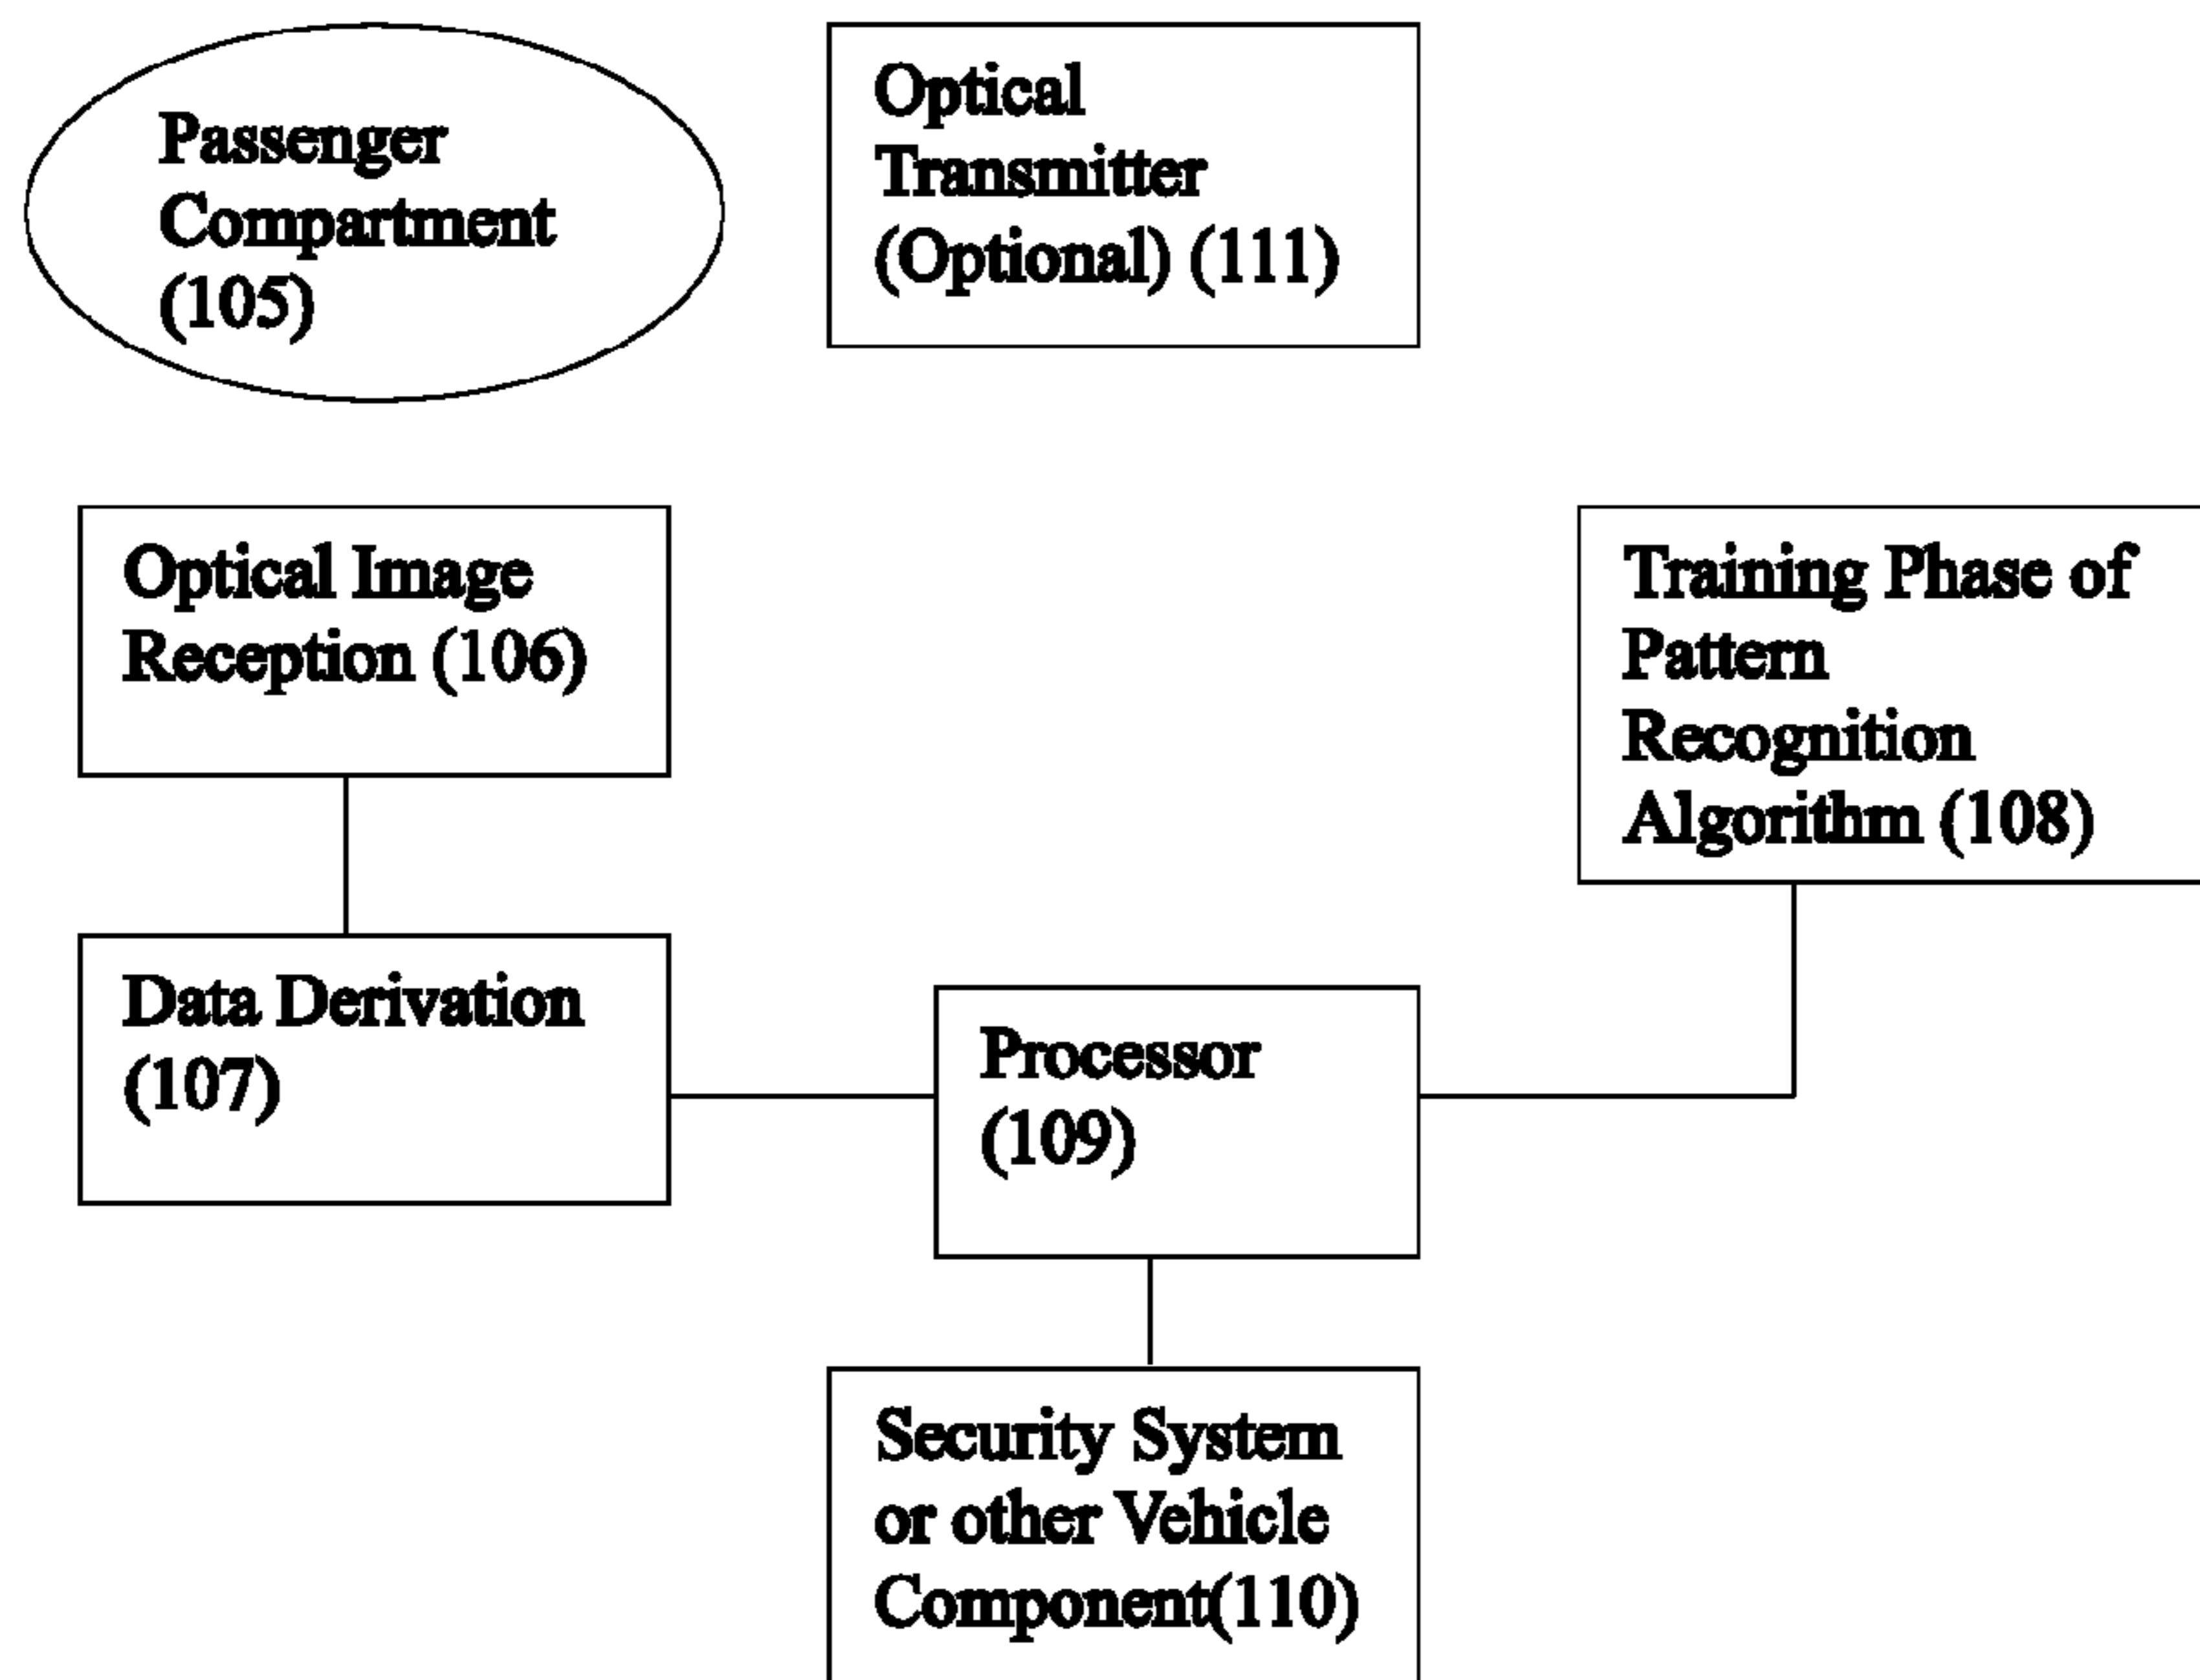 Passenger
Compartment
(105)
Optical
Transmitter
(Optional) (111)
Optical Image
Reception (106)
Training Phase of
Pattern
Recognition
Algorithm (108)
Data Derivation
(107)
Processor
(109)
Security System
or other Vehicle
Component(110)